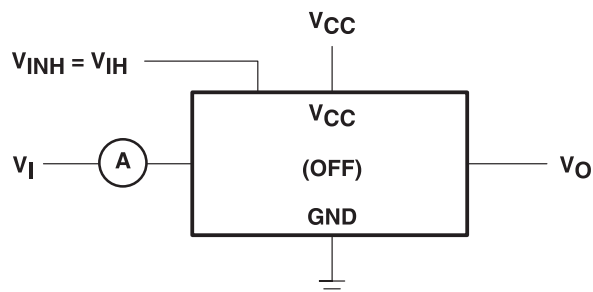 VCC
VINH = VIH
VCC
VI
A
(OFF)
VO
GND